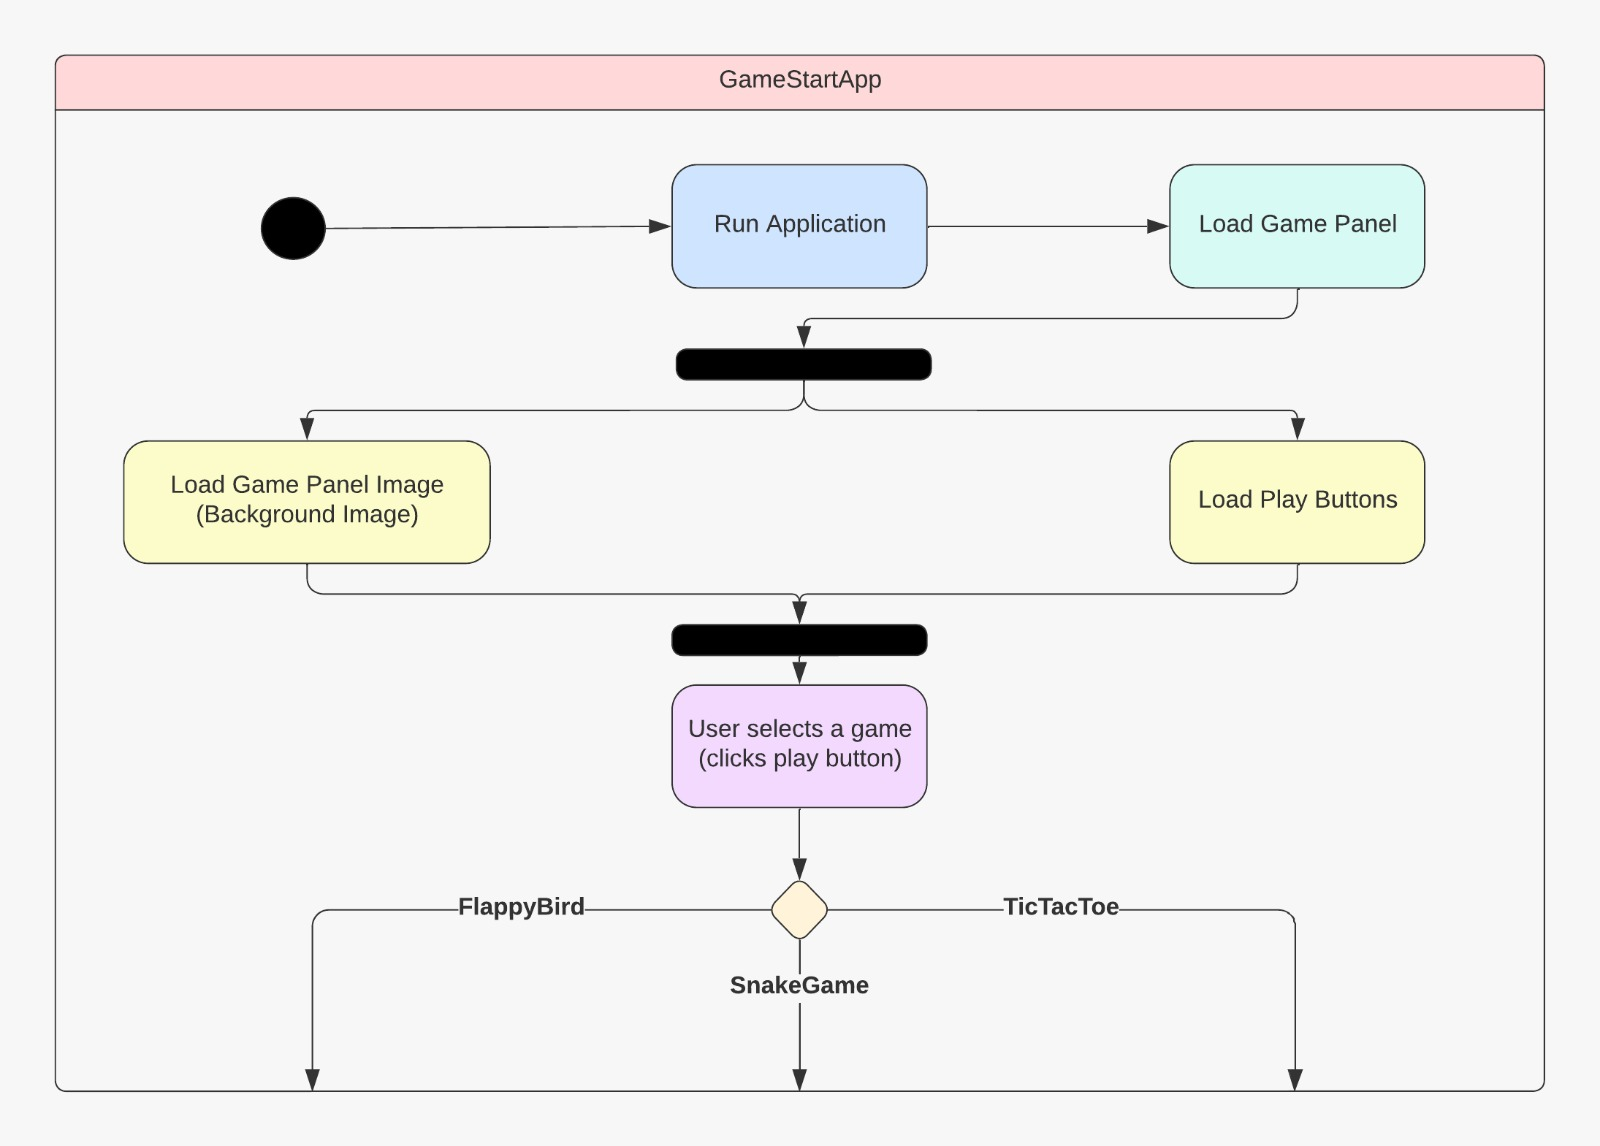 GameStartApp
Run Application
Load Game Panel
Load Game Panel Image
(Background Image)
Load Play Buttons
User selects a game
(clicks play button)
FlappyBird
TicTacToe
SnakeGame